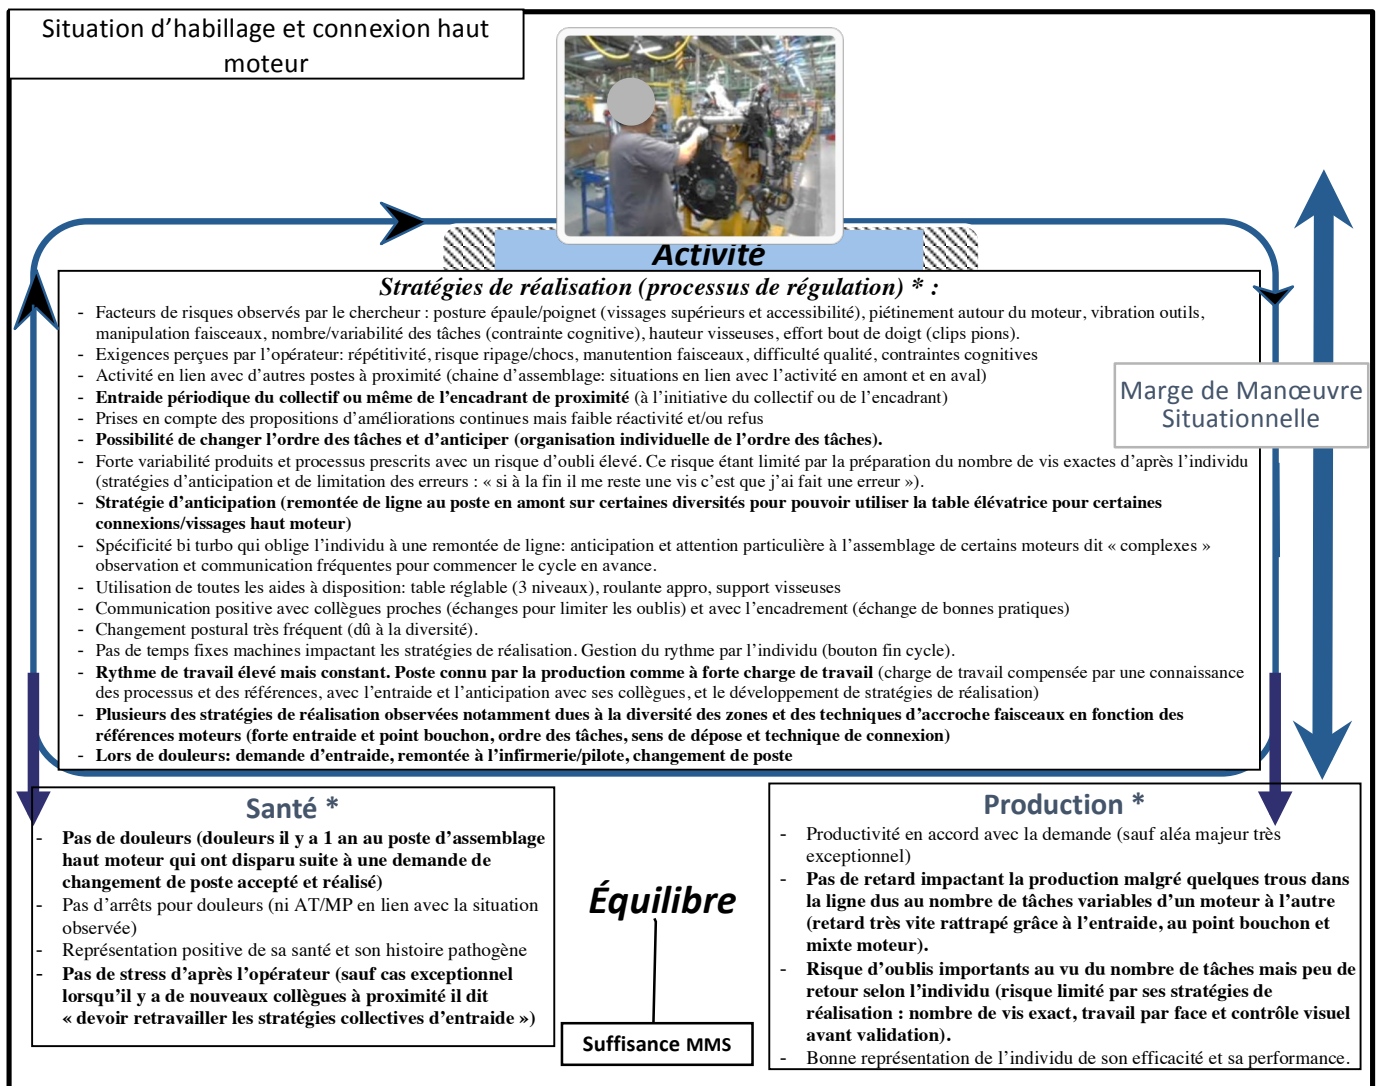 Situation d’habillage et connexion haut
moteur
Activité
Stratégies de réalisation (processus de régulation) * :
- Facteurs de risques observés par le chercheur : posture épaule/poignet (vissages supérieurs et accessibilité), piétinement autour du moteur, vibration outils,
manipulation faisceaux, nombre/variabilité des tâches (contrainte cognitive), hauteur visseuses, effort bout de doigt (clips pions).
- Exigences perçues par l’opérateur: répétitivité, risque ripage/chocs, manutention faisceaux, difficulté qualité, contraintes cognitives
- Activité en lien avec d’autres postes à proximité (chaine d’assemblage: situations en lien avec l’activité en amont et en aval)
- Entraide périodique du collectif ou même de l’encadrant de proximité (à l’initiative du collectif ou de l’encadrant)
- Prises en compte des propositions d’améliorations continues mais faible réactivité et/ou refus
- Possibilité de changer l’ordre des tâches et d’anticiper (organisation individuelle de l’ordre des tâches).
- Forte variabilité produits et processus prescrits avec un risque d’oubli élevé. Ce risque étant limité par la préparation du nombre de vis exactes d’après l’individu
(stratégies d’anticipation et de limitation des erreurs : « si à la fin il me reste une vis c’est que j’ai fait une erreur »).
- Stratégie d’anticipation (remontée de ligne au poste en amont sur certaines diversités pour pouvoir utiliser la table élévatrice pour certaines
connexions/vissages haut moteur)
- Spécificité bi turbo qui oblige l’individu à une remontée de ligne: anticipation et attention particulière à l’assemblage de certains moteurs dit « complexes »
observation et communication fréquentes pour commencer le cycle en avance.
- Utilisation de toutes les aides à disposition: table réglable (3 niveaux), roulante appro, support visseuses
- Communication positive avec collègues proches (échanges pour limiter les oublis) et avec l’encadrement (échange de bonnes pratiques)
- Changement postural très fréquent (dû à la diversité).
- Pas de temps fixes machines impactant les stratégies de réalisation. Gestion du rythme par l’individu (bouton fin cycle).
- Rythme de travail élevé mais constant. Poste connu par la production comme à forte charge de travail (charge de travail compensée par une connaissance
des processus et des références, avec l’entraide et l’anticipation avec ses collègues, et le développement de stratégies de réalisation)
- Plusieurs des stratégies de réalisation observées notamment dues à la diversité des zones et des techniques d’accroche faisceaux en fonction des
références moteurs (forte entraide et point bouchon, ordre des tâches, sens de dépose et technique de connexion)
- Lors de douleurs: demande d’entraide, remontée à l’infirmerie/pilote, changement de poste
Marge de Manœuvre
Situationnelle
Santé *
- Pas de douleurs (douleurs il y a 1 an au poste d’assemblage
haut moteur qui ont disparu suite à une demande de
changement de poste accepté et réalisé)
- Pas d’arrêts pour douleurs (ni AT/MP en lien avec la situation
observée)
- Représentation positive de sa santé et son histoire pathogène
- Pas de stress d’après l’opérateur (sauf cas exceptionnel
lorsqu’il y a de nouveaux collègues à proximité il dit
« devoir retravailler les stratégies collectives d’entraide »)
Équilibre
Suffisance MMS
Production *
- Productivité en accord avec la demande (sauf aléa majeur très
exceptionnel)
- Pas de retard impactant la production malgré quelques trous dans
la ligne dus au nombre de tâches variables d’un moteur à l’autre
(retard très vite rattrapé grâce à l’entraide, au point bouchon et
mixte moteur).
- Risque d’oublis importants au vu du nombre de tâches mais peu de
retour selon l’individu (risque limité par ses stratégies de
réalisation : nombre de vis exact, travail par face et contrôle visuel
avant validation).
- Bonne représentation de l’individu de son efficacité et sa performance.